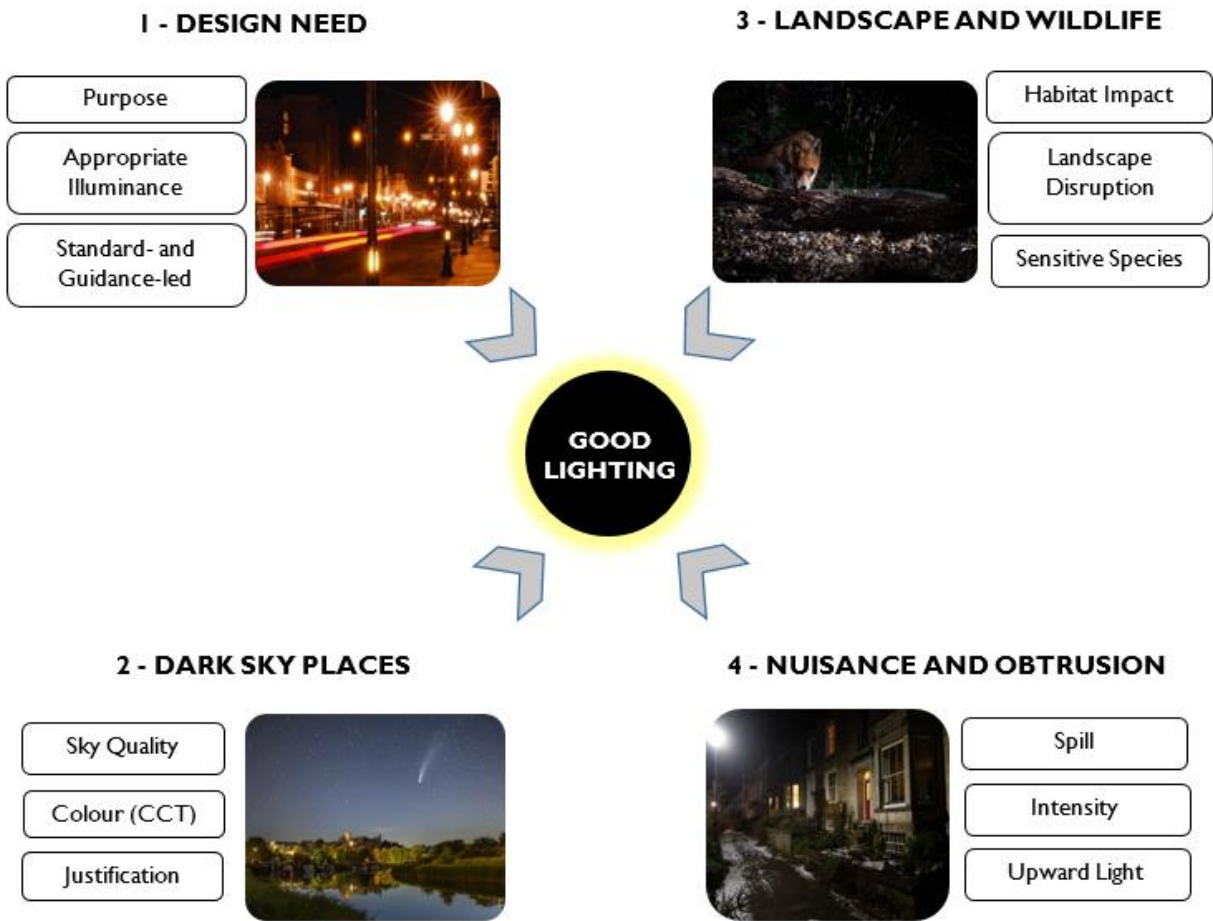 1 - DESIGN NEED
Purpose
Appropriate
Illuminance
Standard- and
Guidance-led
3 - LANDSCAPE AND WILDLIFE
Habitat Impact
Landscape
Disruption
Sensitive Species
GOOD
LIGHTING
2 - DARK SKY PLACES
Sky Quality
Colour (CCT)
Justification
4 - NUISANCE AND OBTRUSION
Spill
Intensity
Upward Light